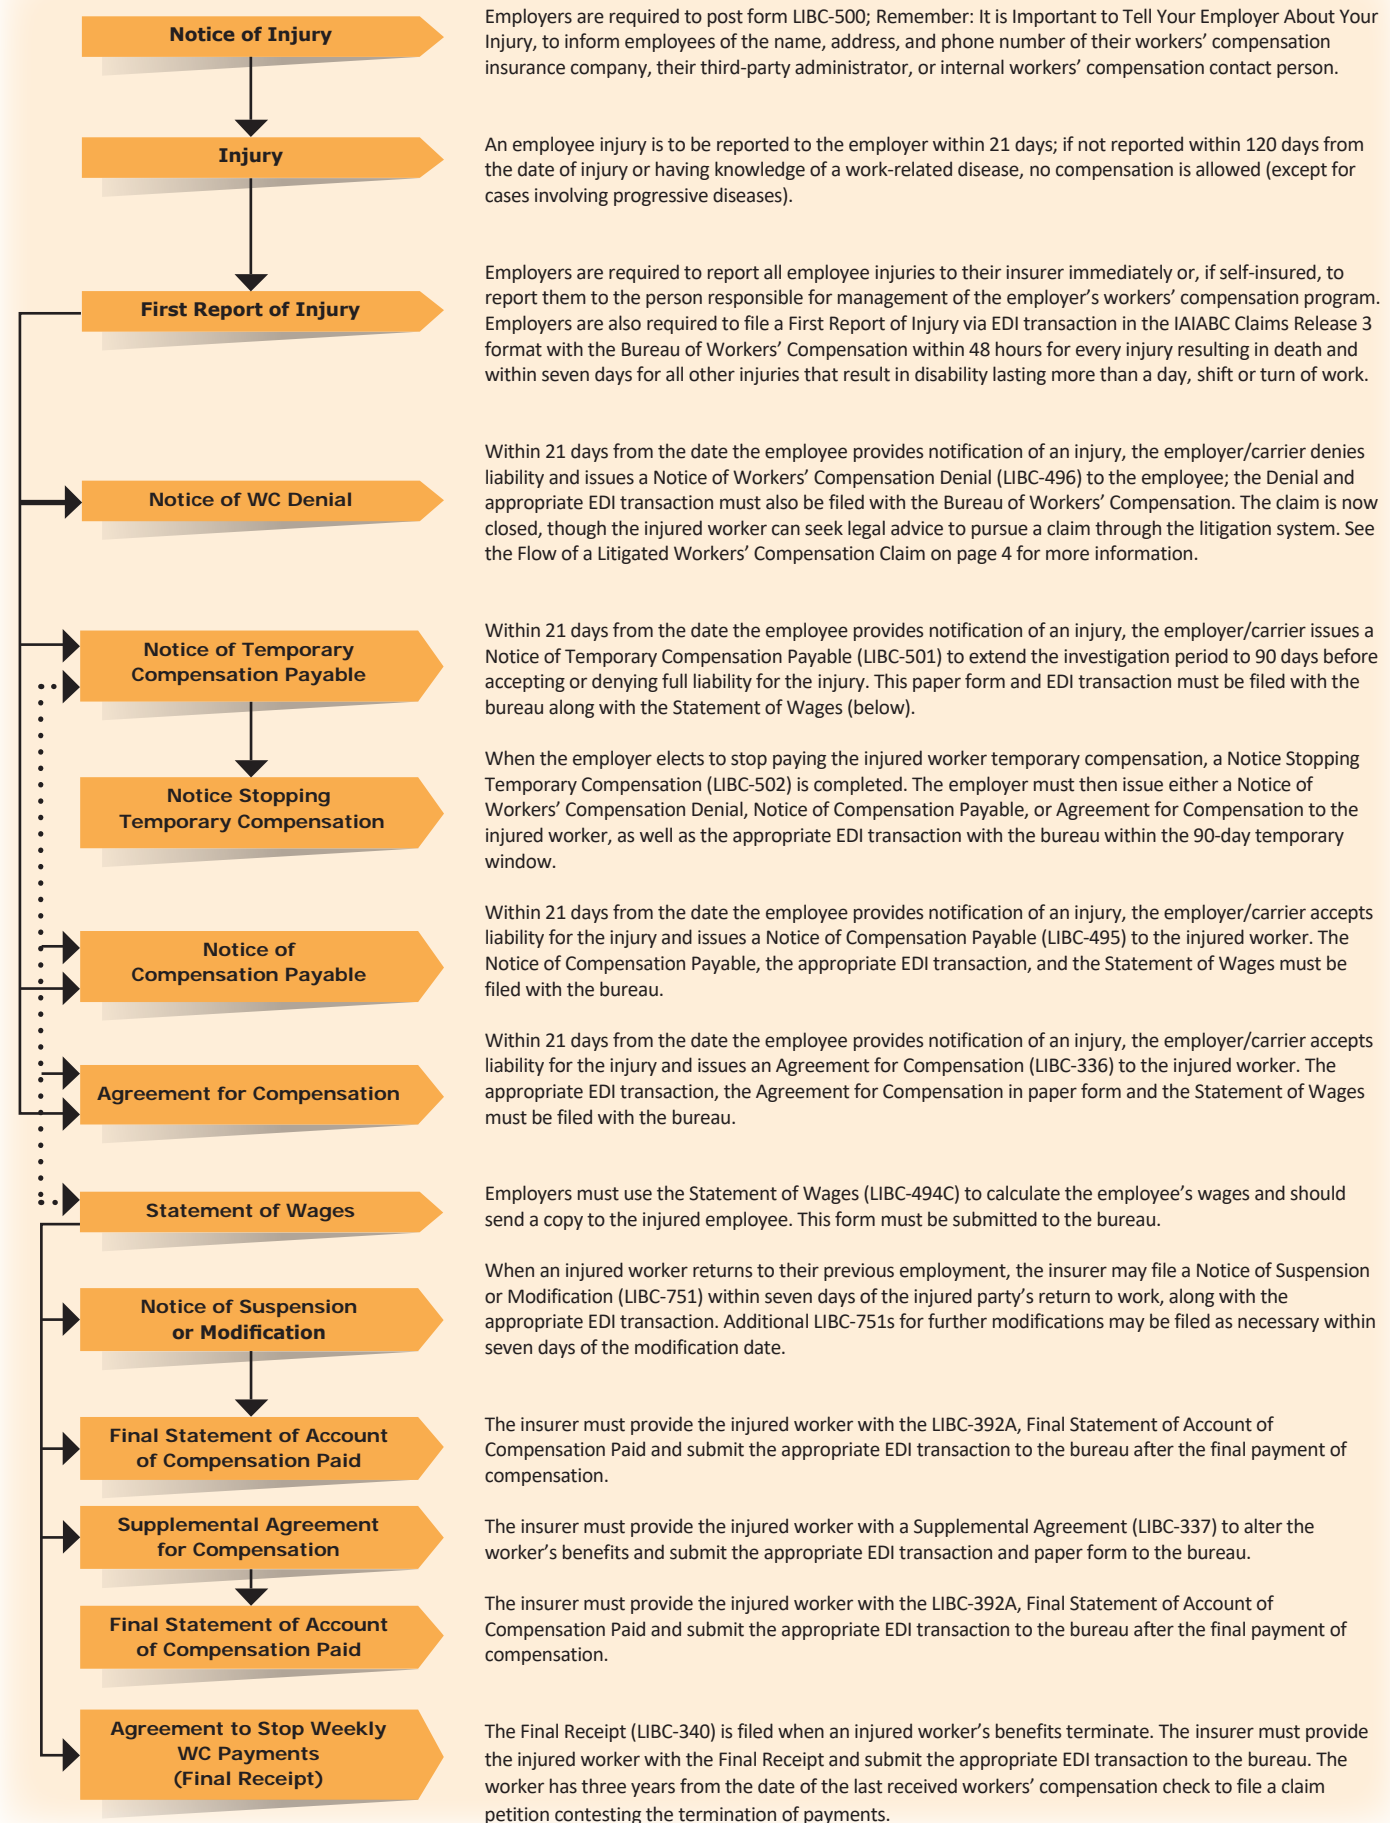 Notice of Injury
Employers are required to post form LIBC-500; Remember: It is Important to Tell Your Employer About Your
Injury, to inform employees of the name, address, and phone number of their workers’ compensation
insurance company, their third-party administrator, or internal workers’ compensation contact person.
Injury
An employee injury is to be reported to the employer within 21 days; if not reported within 120 days from
the date of injury or having knowledge of a work-related disease, no compensation is allowed (except for
cases involving progressive diseases).
First Report of Injury
Employers are required to report all employee injuries to their insurer immediately or, if self-insured, to
report them to the person responsible for management of the employer’s workers’ compensation program.
Employers are also required to file a First Report of Injury via EDI transaction in the IAIABC Claims Release 3
format with the Bureau of Workers’ Compensation within 48 hours for every injury resulting in death and
within seven days for all other injuries that result in disability lasting more than a day, shift or turn of work.
Notice of WC Denial
Within 21 days from the date the employee provides notification of an injury, the employer/carrier denies
liability and issues a Notice of Workers’ Compensation Denial (LIBC-496) to the employee; the Denial and
appropriate EDI transaction must also be filed with the Bureau of Workers’ Compensation. The claim is now
closed, though the injured worker can seek legal advice to pursue a claim through the litigation system. See
the Flow of a Litigated Workers’ Compensation Claim on page 4 for more information.
Notice of Temporary
Compensation Payable
Within 21 days from the date the employee provides notification of an injury, the employer/carrier issues a
Notice of Temporary Compensation Payable (LIBC-501) to extend the investigation period to 90 days before
accepting or denying full liability for the injury. This paper form and EDI transaction must be filed with the
bureau along with the Statement of Wages (below).
Notice Stopping
Temporary Compensation
When the employer elects to stop paying the injured worker temporary compensation, a Notice Stopping
Temporary Compensation (LIBC-502) is completed. The employer must then issue either a Notice of
Workers’ Compensation Denial, Notice of Compensation Payable, or Agreement for Compensation to the
injured worker, as well as the appropriate EDI transaction with the bureau within the 90-day temporary
window.
Notice of
Compensation Payable
Within 21 days from the date the employee provides notification of an injury, the employer/carrier accepts
liability for the injury and issues a Notice of Compensation Payable (LIBC-495) to the injured worker. The
Notice of Compensation Payable, the appropriate EDI transaction, and the Statement of Wages must be
filed with the bureau.
Agreement for Compensation
Within 21 days from the date the employee provides notification of an injury, the employer/carrier accepts
liability for the injury and issues an Agreement for Compensation (LIBC-336) to the injured worker. The
appropriate EDI transaction, the Agreement for Compensation in paper form and the Statement of Wages
must be filed with the bureau.
Statement of Wages
Employers must use the Statement of Wages (LIBC-494C) to calculate the employee’s wages and should
send a copy to the injured employee. This form must be submitted to the bureau.
Notice of Suspension
or Modification
When an injured worker returns to their previous employment, the insurer may file a Notice of Suspension
or Modification (LIBC-751) within seven days of the injured party’s return to work, along with the
appropriate EDI transaction. Additional LIBC-751s for further modifications may be filed as necessary within
seven days of the modification date.
Final Statement of Account
of Compensation Paid
The insurer must provide the injured worker with the LIBC-392A, Final Statement of Account of
Compensation Paid and submit the appropriate EDI transaction to the bureau after the final payment of
compensation.
Supplemental Agreement
for Compensation
The insurer must provide the injured worker with a Supplemental Agreement (LIBC-337) to alter the
worker’s benefits and submit the appropriate EDI transaction and paper form to the bureau.
Final Statement of Account
of Compensation Paid
The insurer must provide the injured worker with the LIBC-392A, Final Statement of Account of
Compensation Paid and submit the appropriate EDI transaction to the bureau after the final payment of
compensation.
Agreement to Stop Weekly
WC Payments
(Final Receipt)
The Final Receipt (LIBC-340) is filed when an injured worker’s benefits terminate. The insurer must provide
the injured worker with the Final Receipt and submit the appropriate EDI transaction to the bureau. The
worker has three years from the date of the last received workers’ compensation check to file a claim
petition contesting the termination of payments.